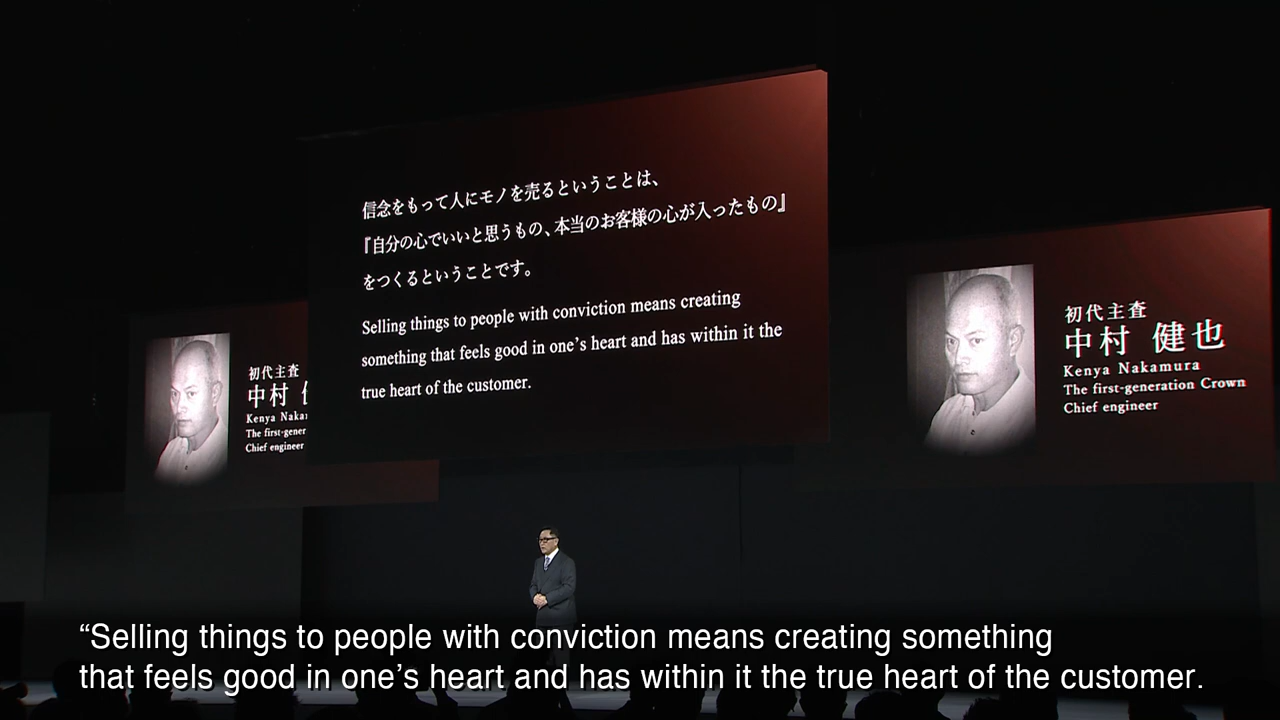 信念をもって人にモノを売るということは、
『自分の心でいいと思うもの、本当のお客様の心が入ったもの』
をつくるということです。
Selling things to people with conviction means creating
something that feels good in one's heart and has within it the
true heart of the customer.
初代主査
中村
Kenya
The first-gener
Chief engineer
初代主査
中村 健也
Kenya Nakamura
The first-generation Crown
Chief engineer
“Selling things to people with conviction means creating something
that feels good in one’s heart and has within it the true heart of the customer.